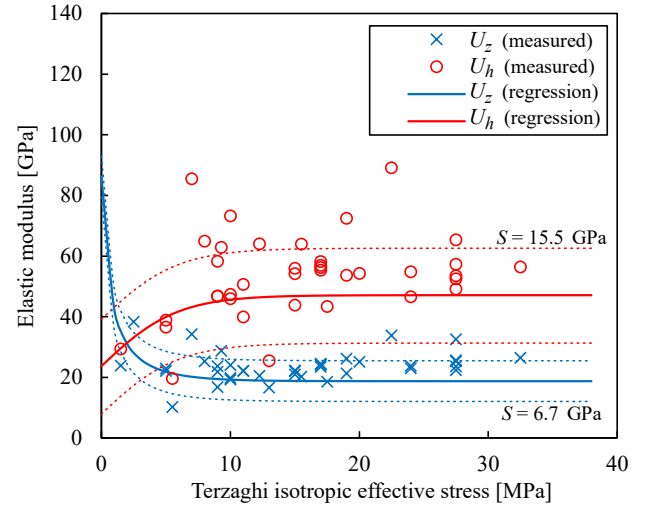 140
120
100
80
60
40
20
0
0
10
20
30
40
Elastic modulus [GPa]
Terzaghi isotropic effective stress [MPa]
U_z (measured)
U_h (measured)
U_z (regression)
U_h (regression)
S = 15.5 GPa
S = 6.7 GPa